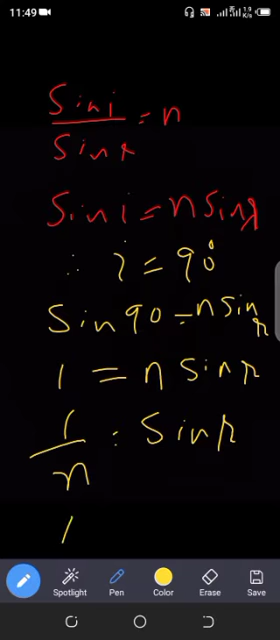 11:49
sin i
sin r = n
sin i = n sin r
∴ i = 90°
sin 90 = n sin r
1 = n sin r
1
n = sin r
1
Spotlight Pen Color Erase Save